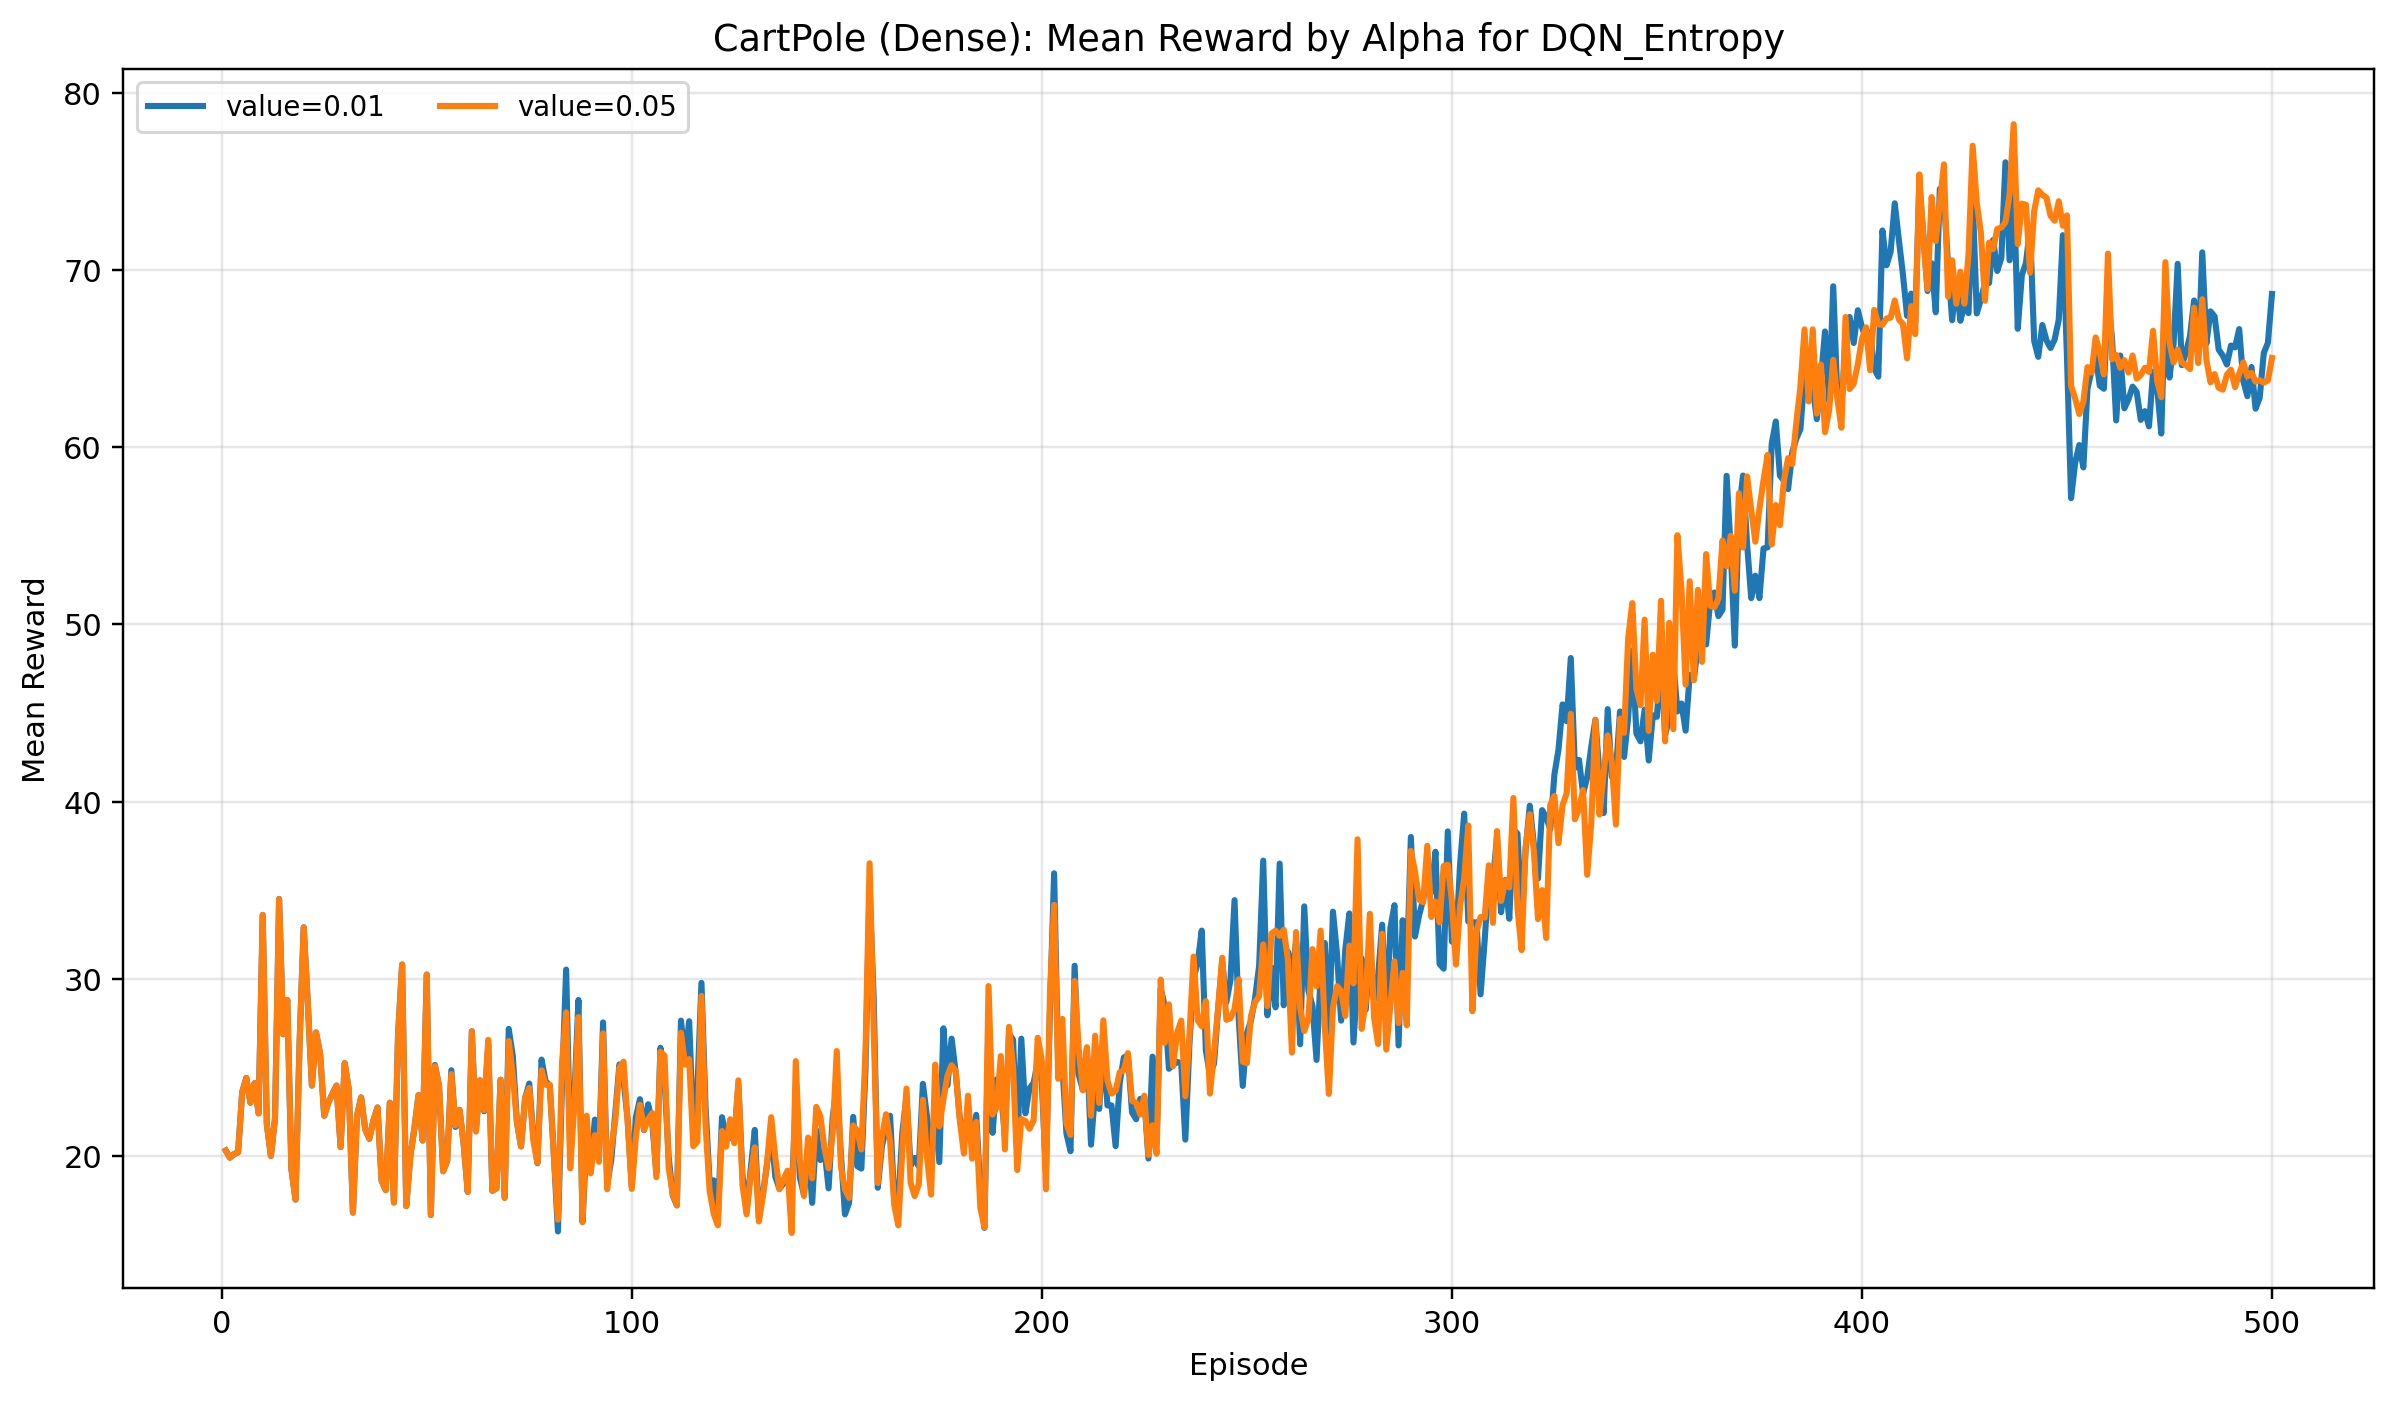 CartPole (Dense): Mean Reward by Alpha for DQN_Entropy
value=0.01 value=0.05
80
70
60
50
40
30
20
Mean Reward
0 100 200 300 400 500
Episode